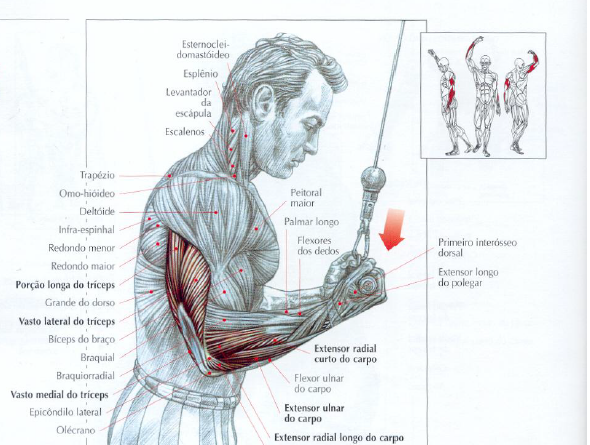 Esternoclei-
domastóideo
Esplênio
Levantador
da
escápula
Escalenos
Trapézio
Omo-hióideo
Deltóide
Infra-espinhal
Redondo menor
Redondo maior
Porção longa do tríceps
Grande do dorso
Vasto lateral do tríceps
Bíceps do braço
Braquial
Braquiorradial
Vasto medial do tríceps
Epicôndilo lateral
Olécrano
Peitoral
maior
Palmar longo
Flexores
dos dedos
Primeiro interósseo
dorsal
Extensor longo
do polegar
Extensor radial
curto do carpo
Flexor ulnar
do carpo
Extensor ulnar
do carpo
Extensor radial longo do carpo